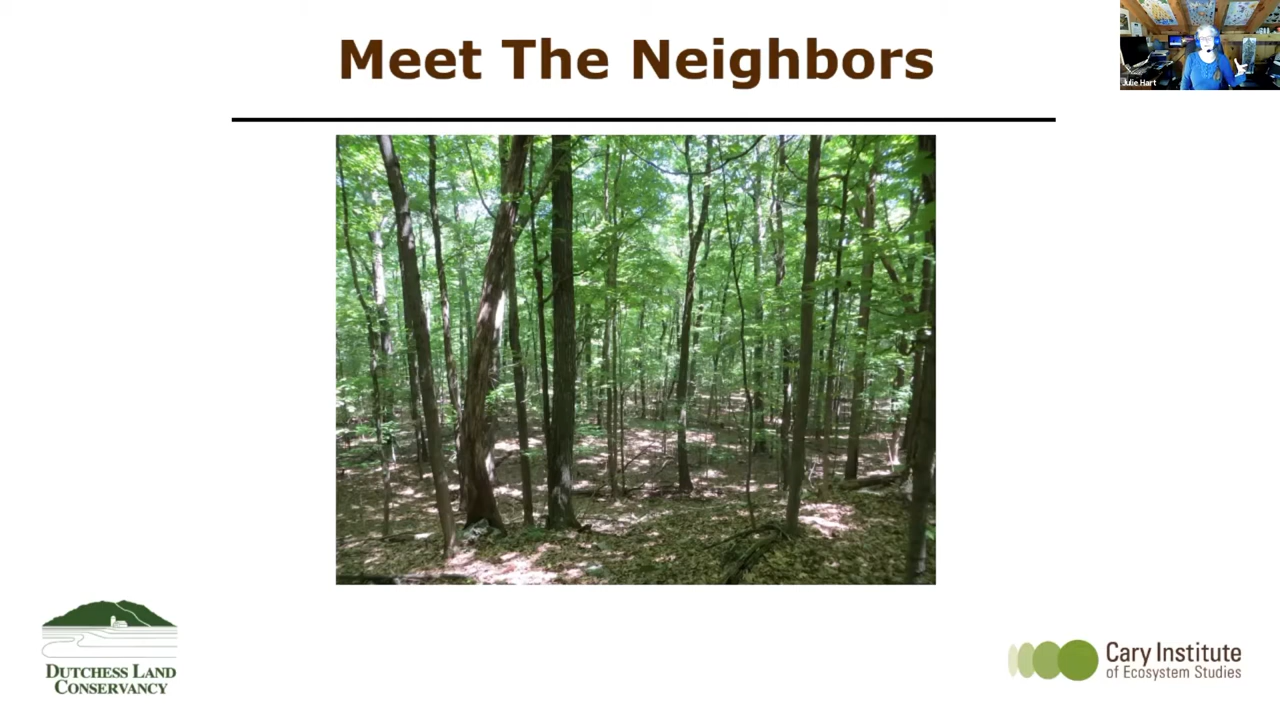 Meet The Neighbors
Julie Hart
DUTCHESS LAND
CONSERVANCY
Cary Institute
of Ecosystem Studies